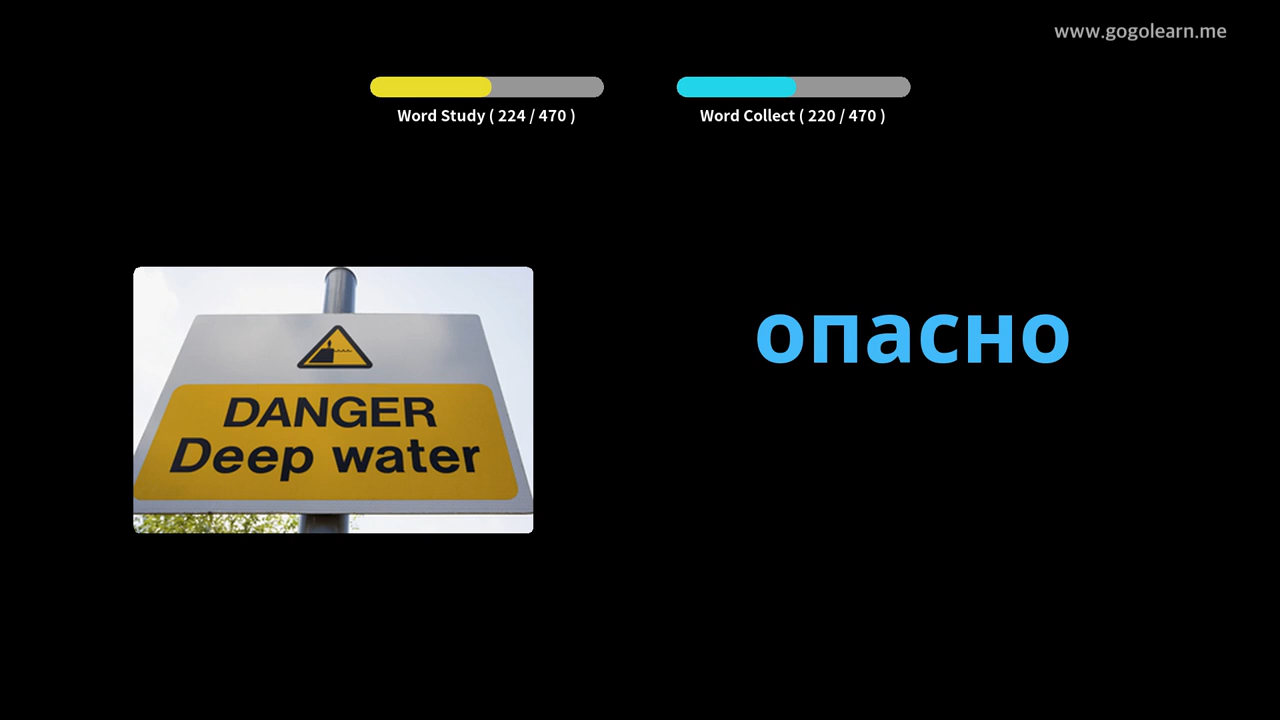 www.gogolearn.me
Word Study ( 224 / 470 )
Word Collect ( 220 / 470 )
DANGER
Deep water
опасно